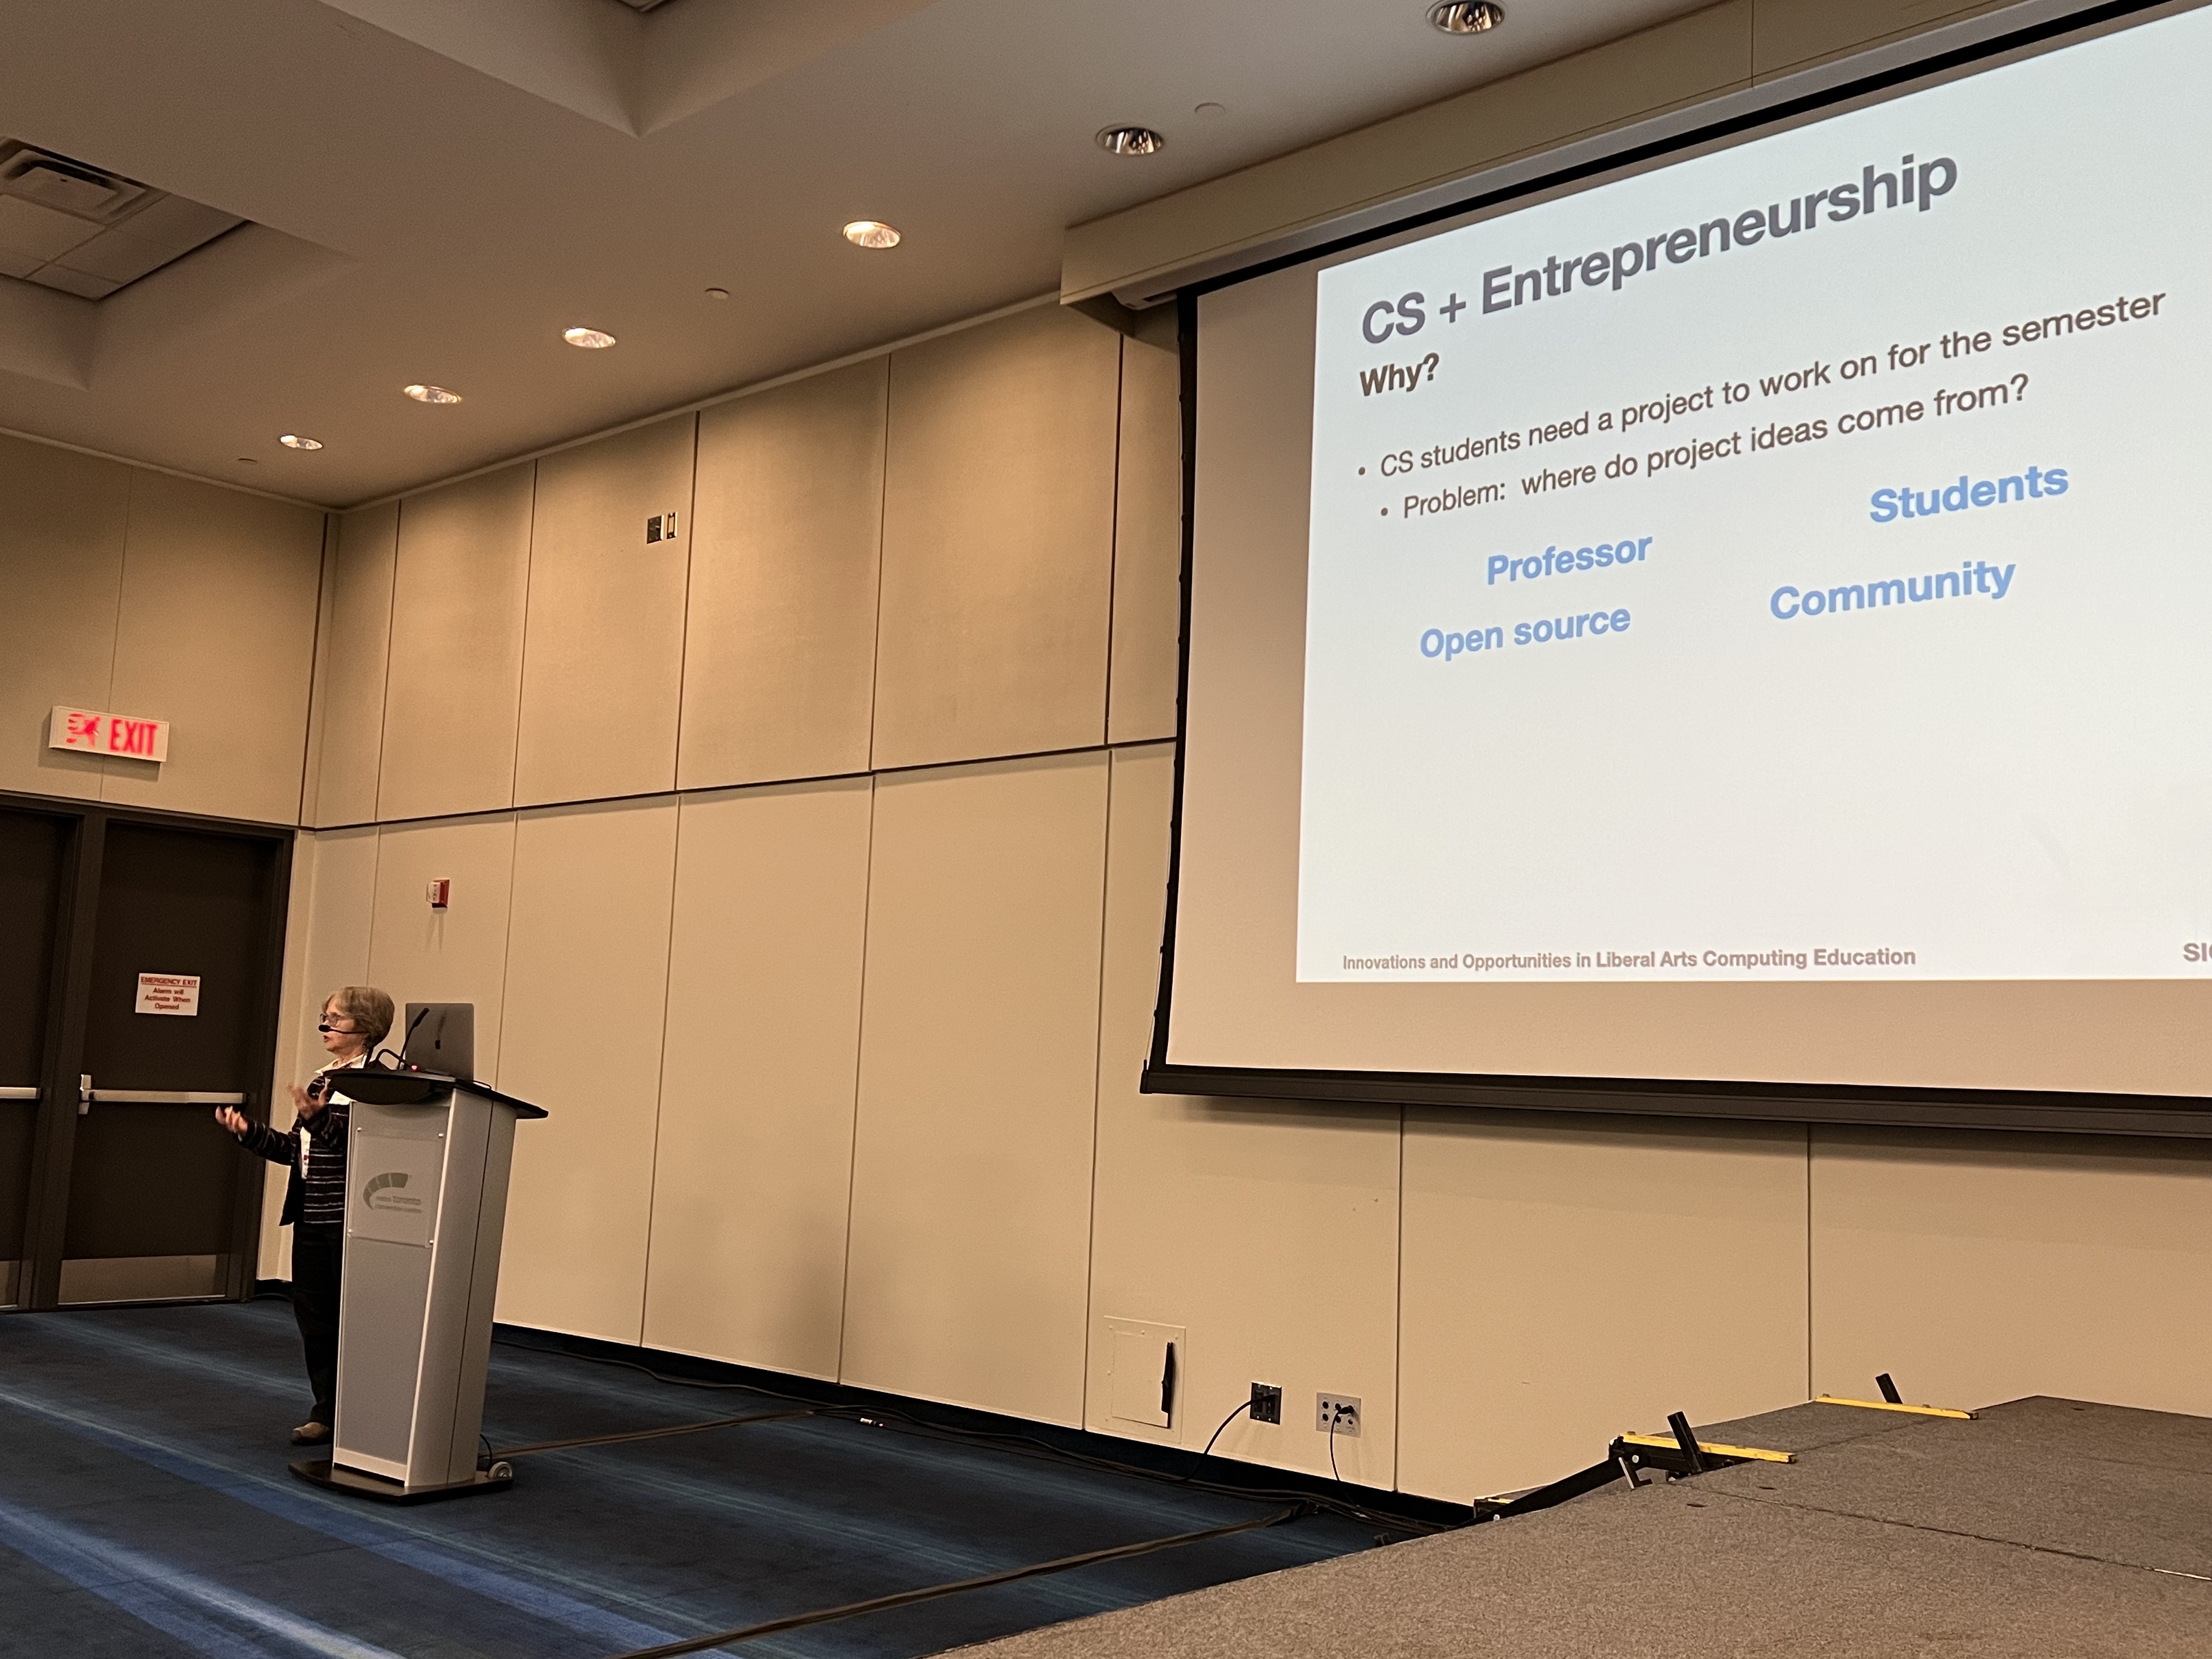 CS + Entrepreneurship
Why?
• CS students need a project to work on for the semester
• Problem: where do project ideas come from?
Students
Professor
Community
Open source
Innovations and Opportunities in Liberal Arts Computing Education
EXIT
EMERGENCY EXIT
Alarm will
Activate When
Opened